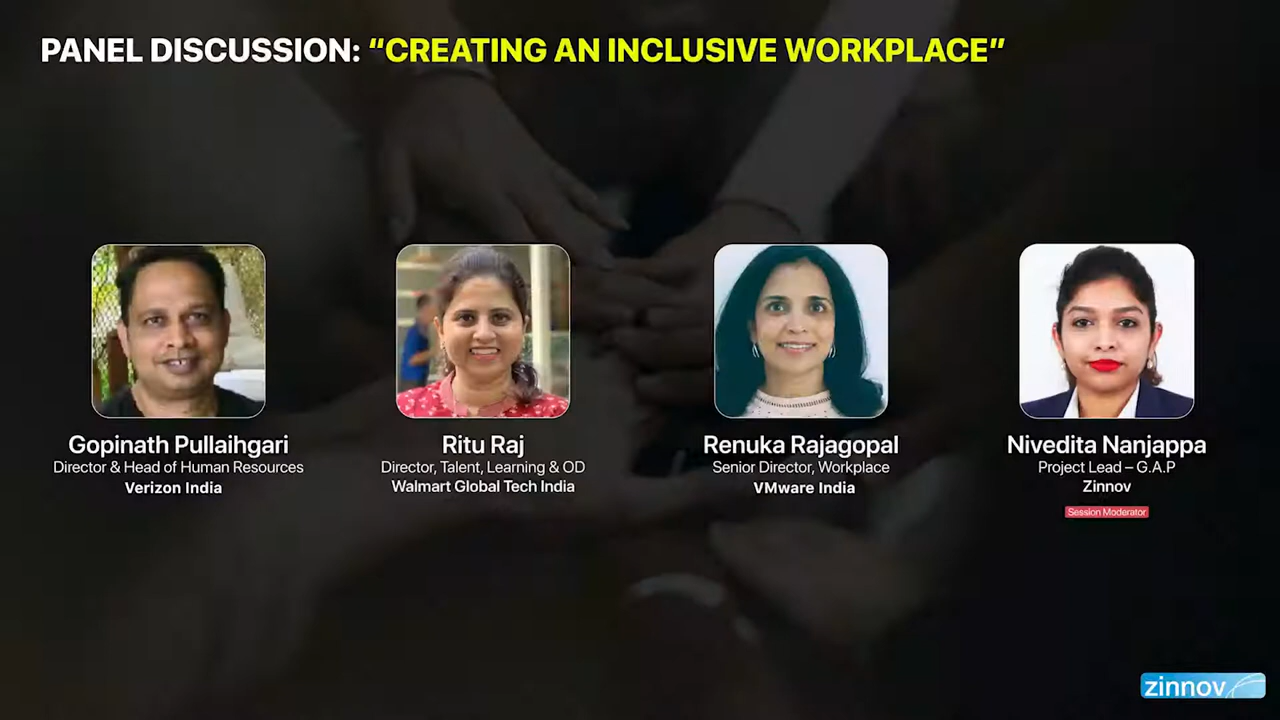 PANEL DISCUSSION: “CREATING AN INCLUSIVE WORKPLACE”
Gopinath Pullaihgari
Director & Head of Human Resources
Verizon India
Ritu Raj
Director, Talent, Learning & OD
Walmart Global Tech India
Renuka Rajagopal
Senior Director, Workplace
VMware India
Nivedita Nanjappa
Project Lead – G.A.P
Zinnov
Session Moderator
zinnov